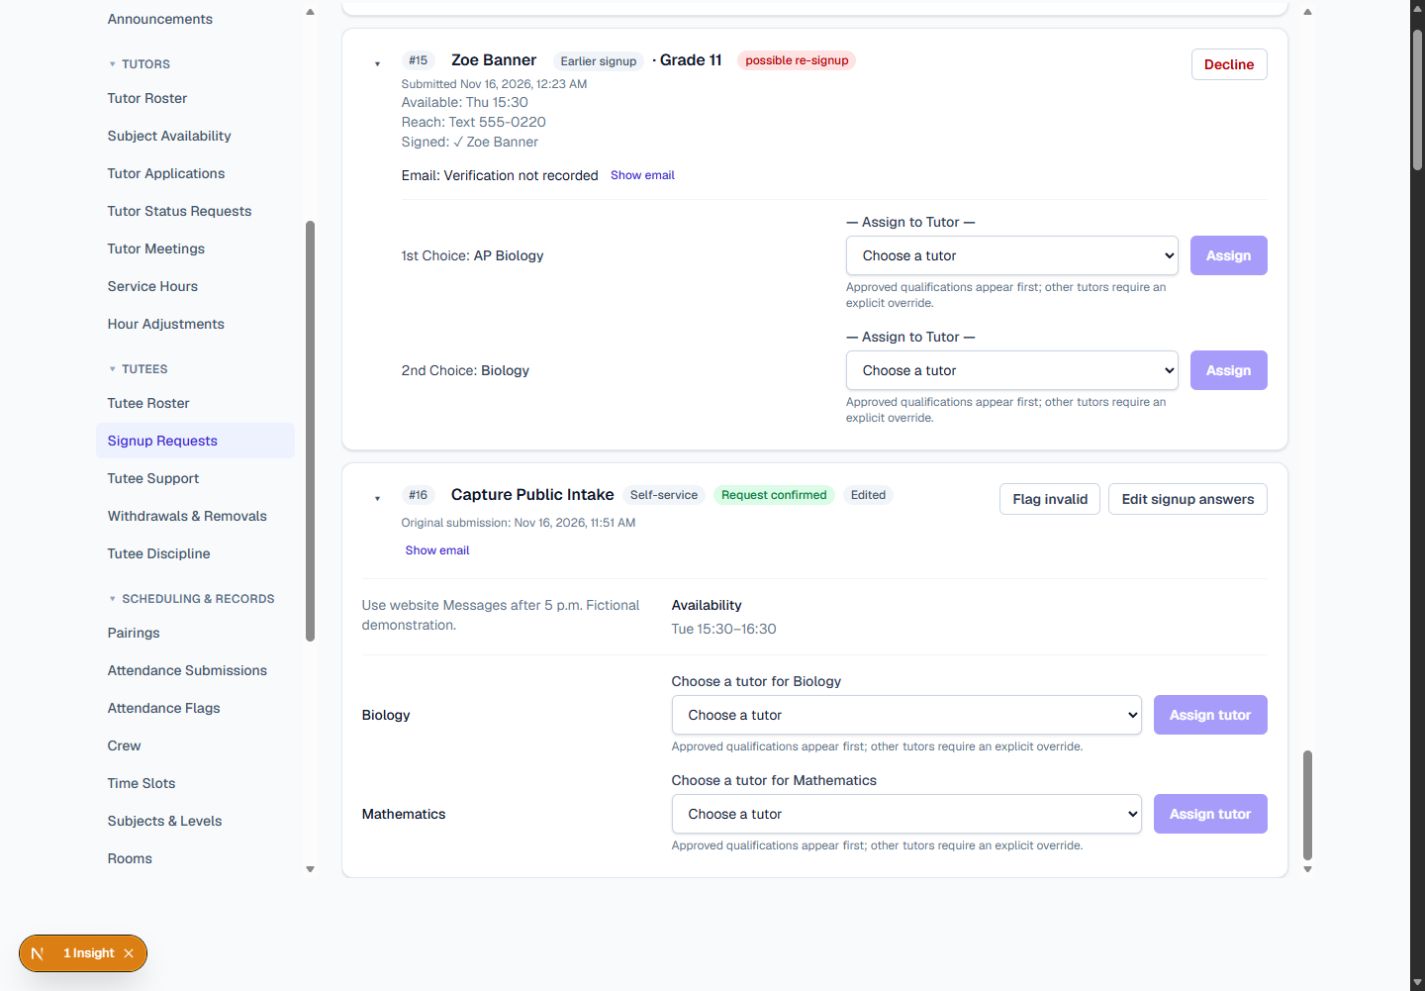 Announcements
TUTORS
Tutor Roster
Subject Availability
Tutor Applications
Tutor Status Requests
Tutor Meetings
Service Hours
Hour Adjustments
TUTEES
Tutee Roster
Signup Requests
Tutee Support
Withdrawals & Removals
Tutee Discipline
SCHEDULING & RECORDS
Pairings
Attendance Submissions
Attendance Flags
Crew
Time Slots
Subjects & Levels
Rooms
#15 Zoe Banner Earlier signup · Grade 11 possible re-signup Decline
Submitted Nov 16, 2026, 12:23 AM
Available: Thu 15:30
Reach: Text 555-0220
Signed: ✓ Zoe Banner
Email: Verification not recorded Show email
— Assign to Tutor —
1st Choice: AP Biology Choose a tutor Assign
Approved qualifications appear first; other tutors require an
explicit override.
— Assign to Tutor —
2nd Choice: Biology Choose a tutor Assign
Approved qualifications appear first; other tutors require an
explicit override.
#16 Capture Public Intake Self-service Request confirmed Edited Flag invalid Edit signup answers
Original submission: Nov 16, 2026, 11:51 AM
Show email
Use website Messages after 5 p.m. Fictional
demonstration.
Availability
Tue 15:30–16:30
Choose a tutor for Biology
Biology Choose a tutor Assign tutor
Approved qualifications appear first; other tutors require an explicit override.
Choose a tutor for Mathematics
Mathematics Choose a tutor Assign tutor
Approved qualifications appear first; other tutors require an explicit override.
N 1 Insight ×